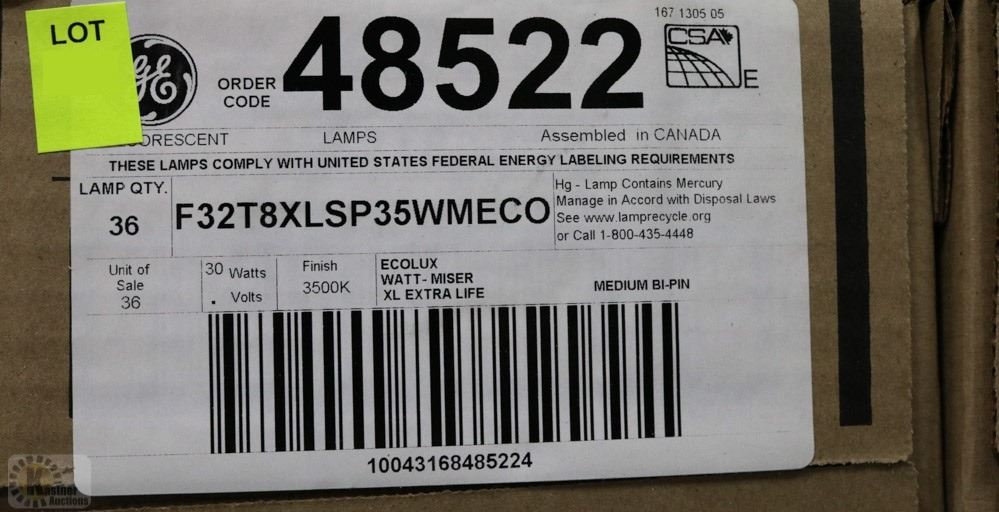 LOT
GE
ORDER
CODE
48522
167 1305 05
CSA
E
LAMPS
Assembled in CANADA
THESE LAMPS COMPLY WITH UNITED STATES FEDERAL ENERGY LABELING REQUIREMENTS
LAMP QTY.
36
F32T8XLSP35WMECO
Hg - Lamp Contains Mercury
Manage in Accord with Disposal Laws
See www.lamprecycle.org
or Call 1-800-435-4448
Unit of
Sale
36
30 Watts
. Volts
Finish
3500K
ECOLUX
WATT-MISER
XL EXTRA LIFE
MEDIUM BI-PIN
10043168485224
Kastner
Auctions